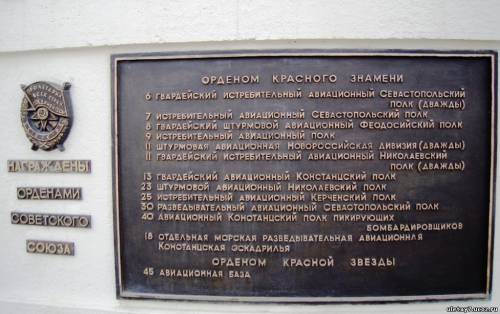 НАГРАЖДЕНЫ
ОРДЕНАМИ
СОВЕТСКОГО
СОЮЗА
ОРДЕНОМ КРАСНОГО ЗНАМЕНИ
6 ГВАРДЕЙСКИЙ ИСТРЕБИТЕЛЬНЫЙ АВИАЦИОННЫЙ СЕВАСТОПОЛЬСКИЙ
ПОЛК (ДВАЖДЫ)
7 ИСТРЕБИТЕЛЬНЫЙ АВИАЦИОННЫЙ СЕВАСТОПОЛЬСКИЙ ПОЛК
8 ГВАРДЕЙСКИЙ ШТУРМОВОЙ АВИАЦИОННЫЙ ФЕОДОСИЙСКИЙ ПОЛК
9 ИСТРЕБИТЕЛЬНЫЙ АВИАЦИОННЫЙ ПОЛК
11 ШТУРМОВАЯ АВИАЦИОННАЯ НОВОРОССИЙСКАЯ ДИВИЗИЯ (ДВАЖДЫ)
11 ГВАРДЕЙСКИЙ ИСТРЕБИТЕЛЬНЫЙ АВИАЦИОННЫЙ НИКОЛАЕВСКИЙ
ПОЛК (ДВАЖДЫ)
13 ГВАРДЕЙСКИЙ АВИАЦИОННЫЙ КОНСТАНЦСКИЙ ПОЛК
23 ШТУРМОВОЙ АВИАЦИОННЫЙ НИКОЛАЕВСКИЙ ПОЛК
25 ИСТРЕБИТЕЛЬНЫЙ АВИАЦИОННЫЙ КЕРЧЕНСКИЙ ПОЛК
30 РАЗВЕДЫВАТЕЛЬНЫЙ АВИАЦИОННЫЙ СЕВАСТОПОЛЬСКИЙ ПОЛК
40 АВИАЦИОННЫЙ КОНСТАНЦСКИЙ ПОЛК ПИКИРУЮЩИХ
БОМБАРДИРОВЩИКОВ
18 ОТДЕЛЬНАЯ МОРСКАЯ РАЗВЕДЫВАТЕЛЬНАЯ АВИАЦИОННАЯ
КОНСТАНЦСКАЯ ЭСКАДРИЛЬЯ
ОРДЕНОМ КРАСНОЙ ЗВЕЗДЫ
45 АВИАЦИОННАЯ БАЗА